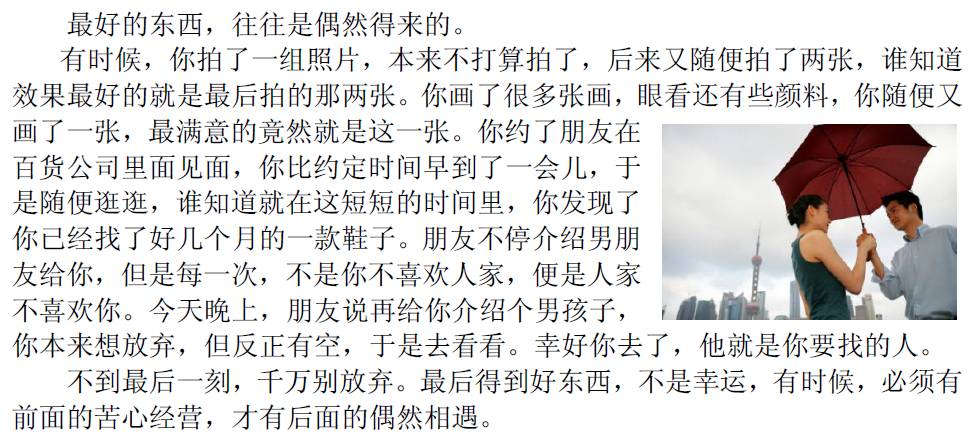 最好的东西，往往是偶然得来的。
有时候，你拍了一组照片，本来不打算拍了，后来又随便拍了两张，谁知道
效果最好的就是最后拍的那两张。你画了很多张画，眼看还有些颜料，你随便又
画了一张，最满意的竟然就是这一张。你约了朋友在
百货公司里面见面，你比约定时间早到了一会儿，于
是随便逛逛，谁知道就在这短短的时间里，你发现了
你已经找了好几个月的一款鞋子。朋友不停介绍男朋
友给你，但是每一次，不是你不喜欢人家，便是人家
不喜欢你。今天晚上，朋友说再给你介绍个男孩子，
你本来想放弃，但反正有空，于是去看看。幸好你去了，他就是你要找的人。
不到最后一刻，千万别放弃。最后得到好东西，不是幸运，有时候，必须有
前面的苦心经营，才有后面的偶然相遇。